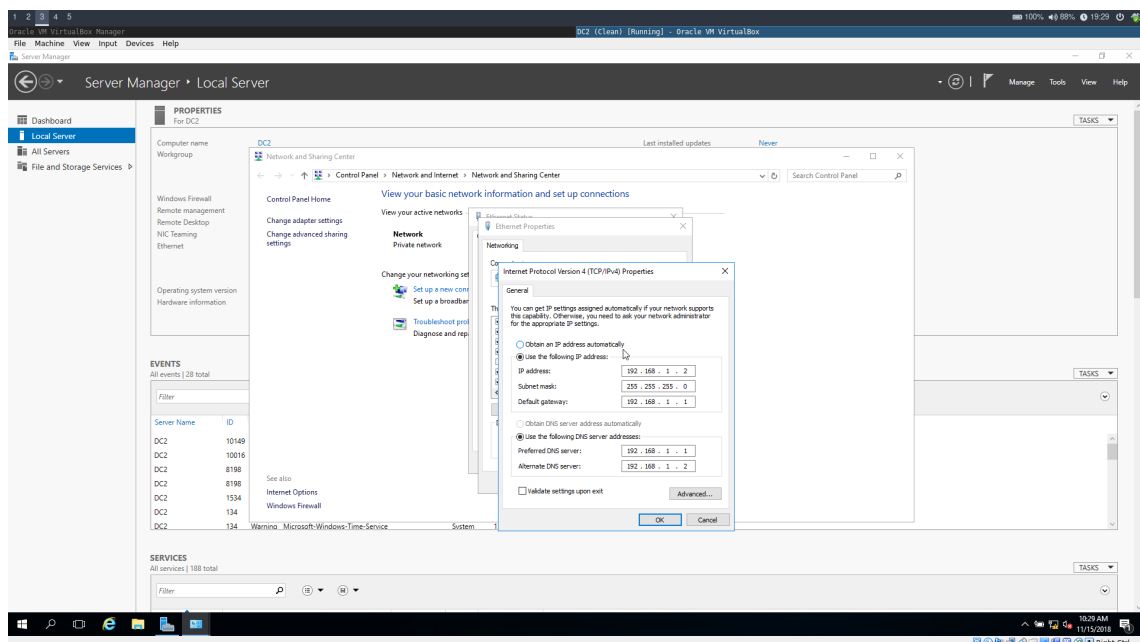 1 2 3 4 5
100% 88% 19:29
Oracle VM VirtualBox Manager
DC2 (Clean) [Running] - Oracle VM VirtualBox
File Machine View Input Devices Help
Server Manager
Server Manager • Local Server
Manage Tools View Help
Dashboard
Local Server
All Servers
File and Storage Services
PROPERTIES
For DC2
TASKS
Computer name DC2
Last installed updates Never
Workgroup
Windows Firewall
Remote management
Remote Desktop
NIC Teaming
Ethernet
Operating system version
Hardware information
Network and Sharing Center
Control Panel > Network and Internet > Network and Sharing Center
Search Control Panel
Control Panel Home
Change adapter settings
Change advanced sharing
settings
View your basic network information and set up connections
View your active networks
Network
Private network
Change your networking set
Set up a new conn
Set up a broadban
Troubleshoot prol
Diagnose and repa
See also
Internet Options
Windows Firewall
Ethernet Status
Ethernet Properties
Networking
Internet Protocol Version 4 (TCP/IPv4) Properties
General
You can get IP settings assigned automatically if your network supports
this capability. Otherwise, you need to ask your network administrator
for the appropriate IP settings.
Obtain an IP address automatically
Use the following IP address:
IP address: 192 . 168 . 1 . 2
Subnet mask: 255 . 255 . 255 . 0
Default gateway: 192 . 168 . 1 . 1
Obtain DNS server address automatically
Use the following DNS server addresses:
Preferred DNS server: 192 . 168 . 1 . 1
Alternate DNS server: 192 . 168 . 1 . 2
Validate settings upon exit
Advanced...
OK Cancel
EVENTS
All events | 28 total
TASKS
Filter
Server Name ID
DC2 10149
DC2 10016
DC2 8198
DC2 8198
DC2 1534
DC2 134
DC2 134 Warning Microsoft-Windows-Time-Service System
SERVICES
All services | 188 total
TASKS
Filter
10:29 AM
11/15/2018
Right Ctrl